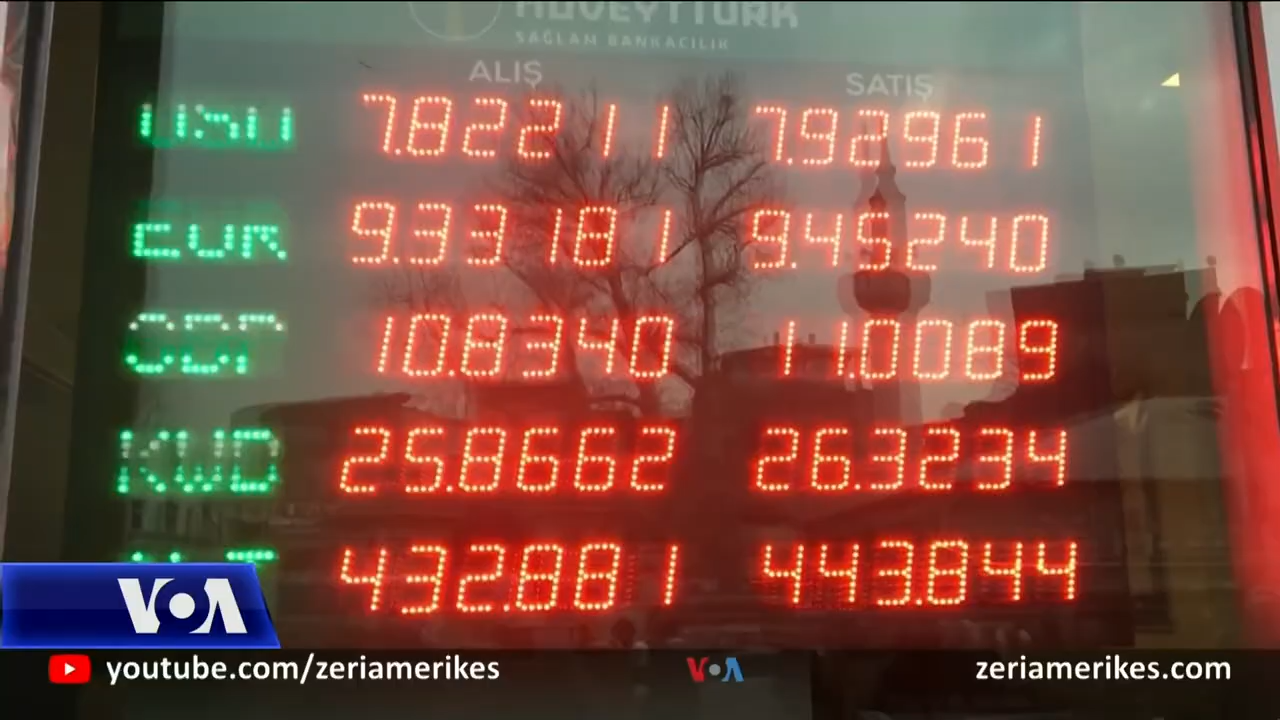 SAĞLAM BANKACILIK
ALIŞ SATIŞ
USD 7.82211 7.92961
EUR 9.33181 9.45240
GBP 10.8340 11.0089
KWD 25.8662 26.3234
432.881 443.844
VOA
youtube.com/zeriamerikes VOA zeriamerikes.com